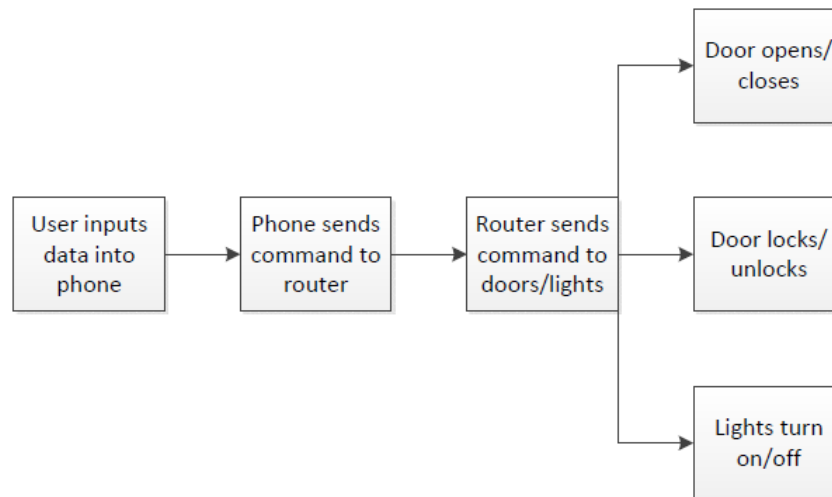 User inputs
data into
phone
Phone sends
command to
router
Router sends
command to
doors/lights
Door opens/
closes
Door locks/
unlocks
Lights turn
on/off